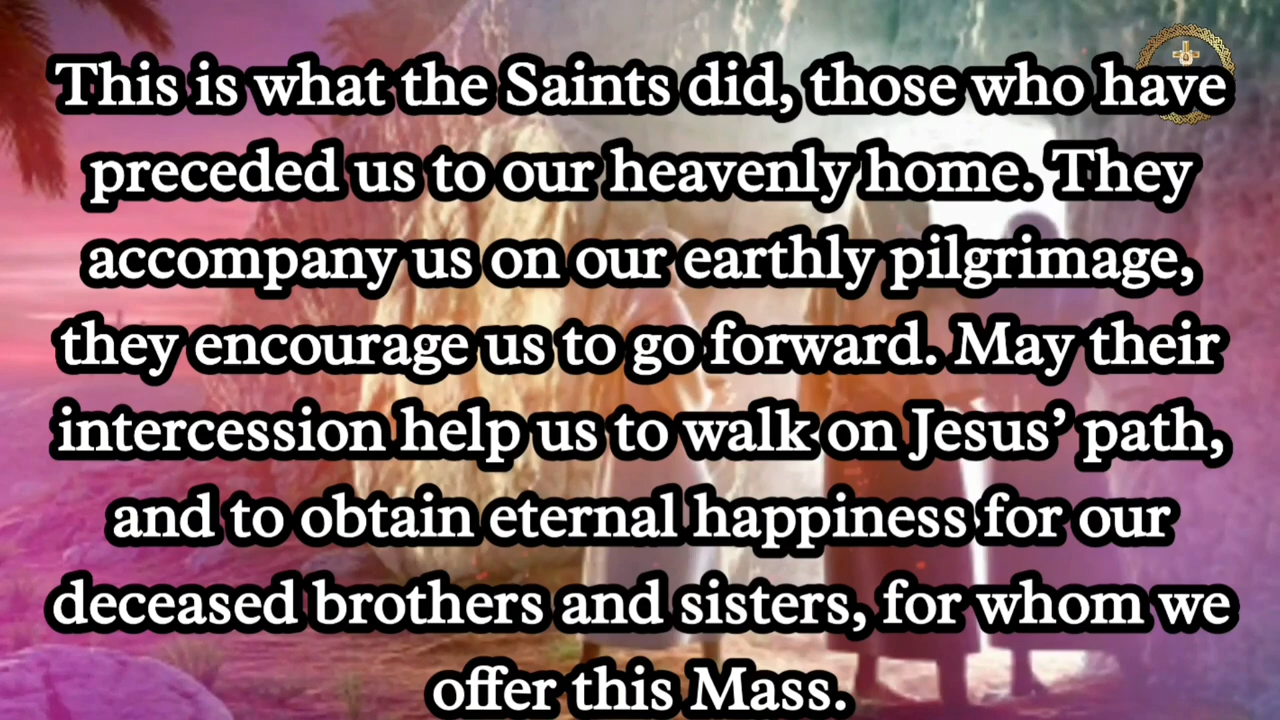 This is what the Saints did, those who have
preceded us to our heavenly home. They
accompany us on our earthly pilgrimage,
they encourage us to go forward. May their
intercession help us to walk on Jesus’ path,
and to obtain eternal happiness for our
deceased brothers and sisters, for whom we
offer this Mass.